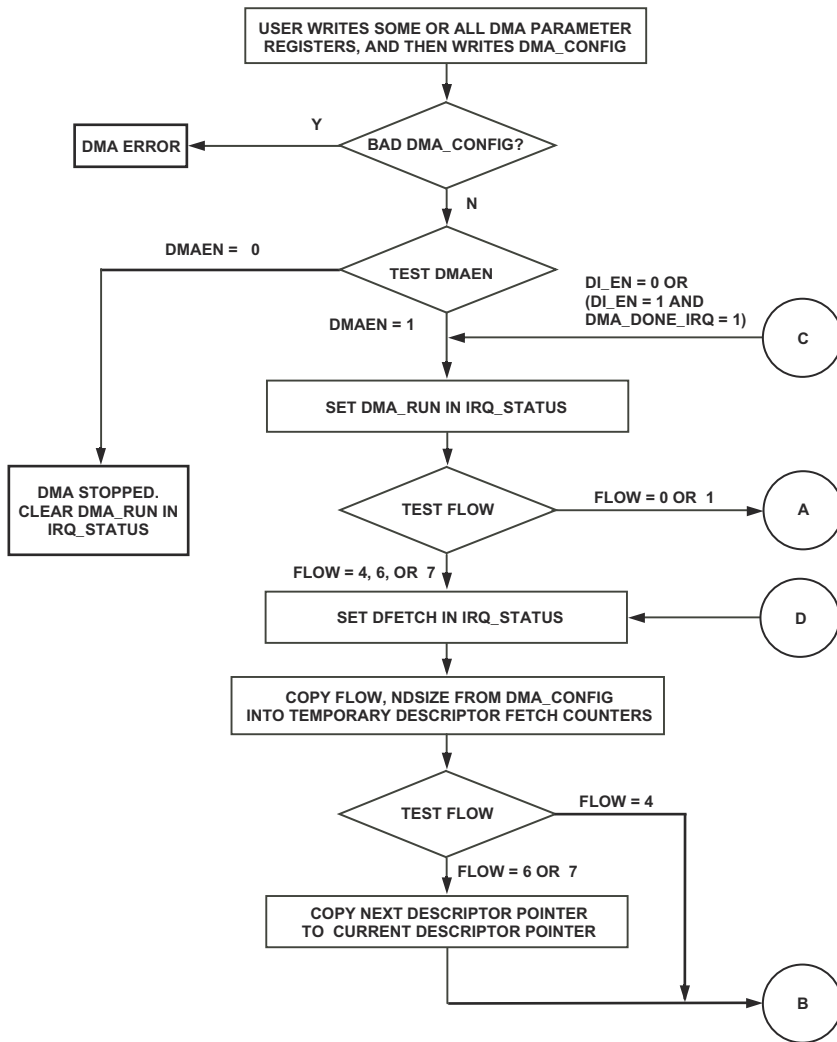 USER WRITES SOME OR ALL DMA PARAMETER
REGISTERS, AND THEN WRITES DMA_CONFIG
Y
DMA ERROR
BAD DMA_CONFIG?
N
DMAEN = 0
TEST DMAEN
DI_EN = 0 OR
(DI_EN = 1 AND
DMA_DONE_IRQ = 1)
DMAEN = 1
C
SET DMA_RUN IN IRQ_STATUS
DMA STOPPED.
CLEAR DMA_RUN IN
IRQ_STATUS
TEST FLOW
FLOW = 0 OR 1
A
FLOW = 4, 6, OR 7
SET DFETCH IN IRQ_STATUS
D
COPY FLOW, NDSIZE FROM DMA_CONFIG
INTO TEMPORARY DESCRIPTOR FETCH COUNTERS
TEST FLOW
FLOW = 4
FLOW = 6 OR 7
COPY NEXT DESCRIPTOR POINTER
TO CURRENT DESCRIPTOR POINTER
B